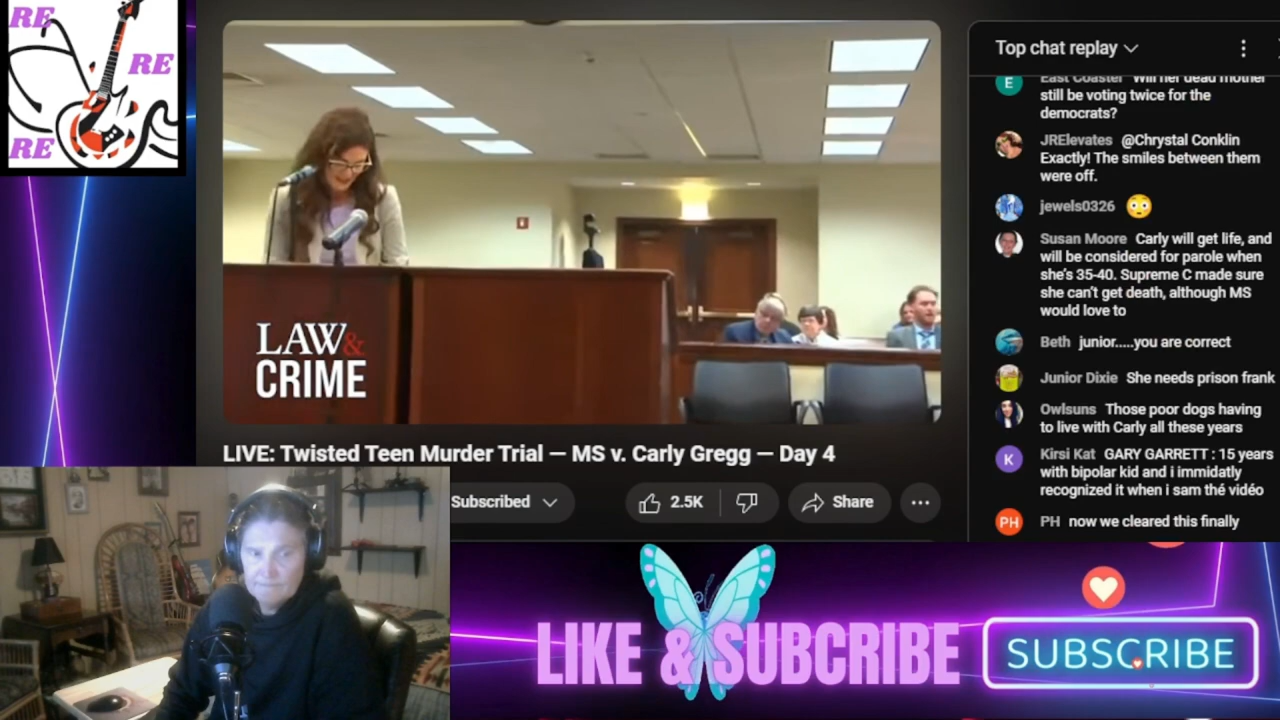 RE
RE
RE
LAW&
CRIME
LIVE: Twisted Teen Murder Trial — MS v. Carly Gregg — Day 4
Subscribed
2.5K
Share
Top chat replay
E
East Coaster Will her dead mother
still be voting twice for the
democrats?
JRElevates @Chrystal Conklin
Exactly! The smiles between them
were off.
jewels0326
Susan Moore Carly will get life, and
will be considered for parole when
she's 35-40. Supreme C made sure
she can't get death, although MS
would love to
Beth junior.....you are correct
Junior Dixie She needs prison frank
Owlsuns Those poor dogs having
to live with Carly all these years
K
Kirsi Kat GARY GARRETT : 15 years
with bipolar kid and i immidatly
recognized it when i sam thé vidéo
PH
PH now we cleared this finally
LIKE & SUBCRIBE
SUBSCRIBE